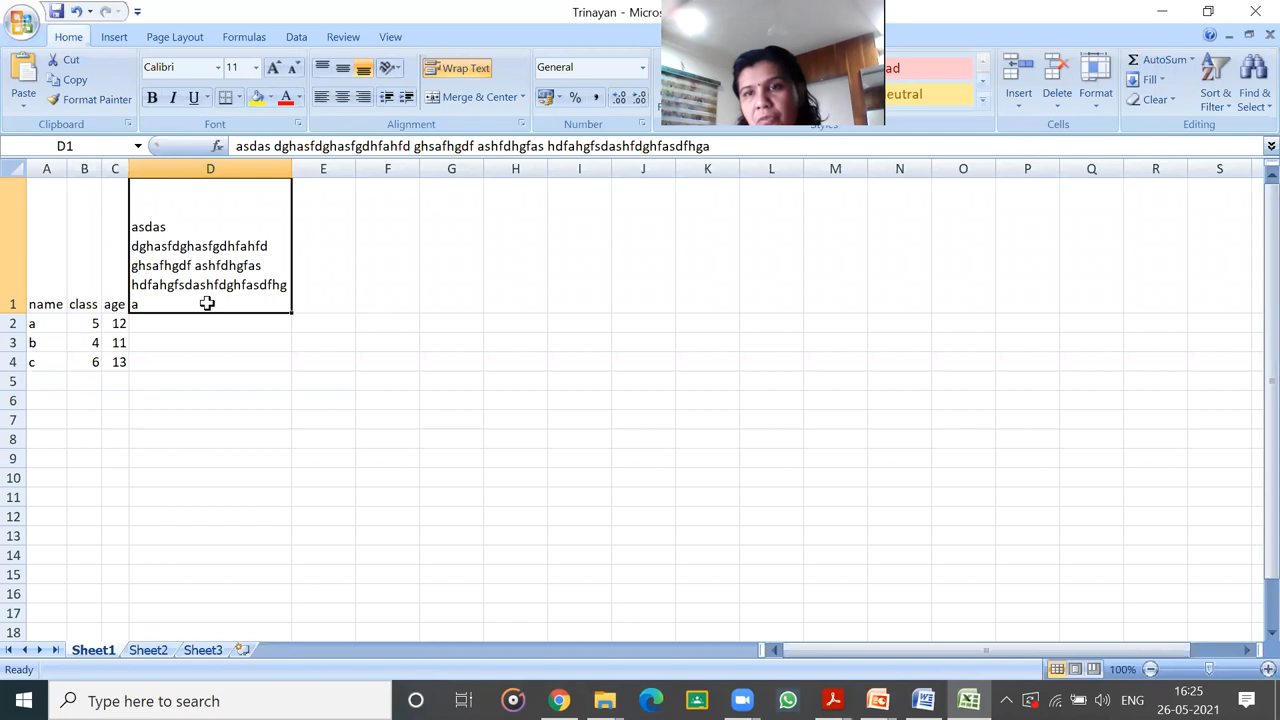 Trinayan - Micros
Home Insert Page Layout Formulas Data Review View
Cut
Copy
Format Painter
Paste
Calibri 11
B I U A
Wrap Text
Merge & Center
General
% ,
Insert Delete Format
AutoSum
Fill
Clear
Sort & Filter
Find & Select
Clipboard Font Alignment Number Styles Cells Editing
D1 fx asdas dghasfdghasfgdhfahfd ghsafhgdf ashfdhgfas hdfahgfsdashfdghfasdfhga
A B C D E F G H I J K L M N O P Q R S
asdas
dghasfdghasfgdhfahfd
ghsafhgdf ashfdhgfas
hdfahgfsdashfdghfasdfhg
1 name class age a
2 a 5 12
3 b 4 11
4 c 6 13
5
6
7
8
9
10
11
12
13
14
15
16
17
18
Sheet1 Sheet2 Sheet3
Ready 100%
Type here to search
ENG
16:25
26-05-2021